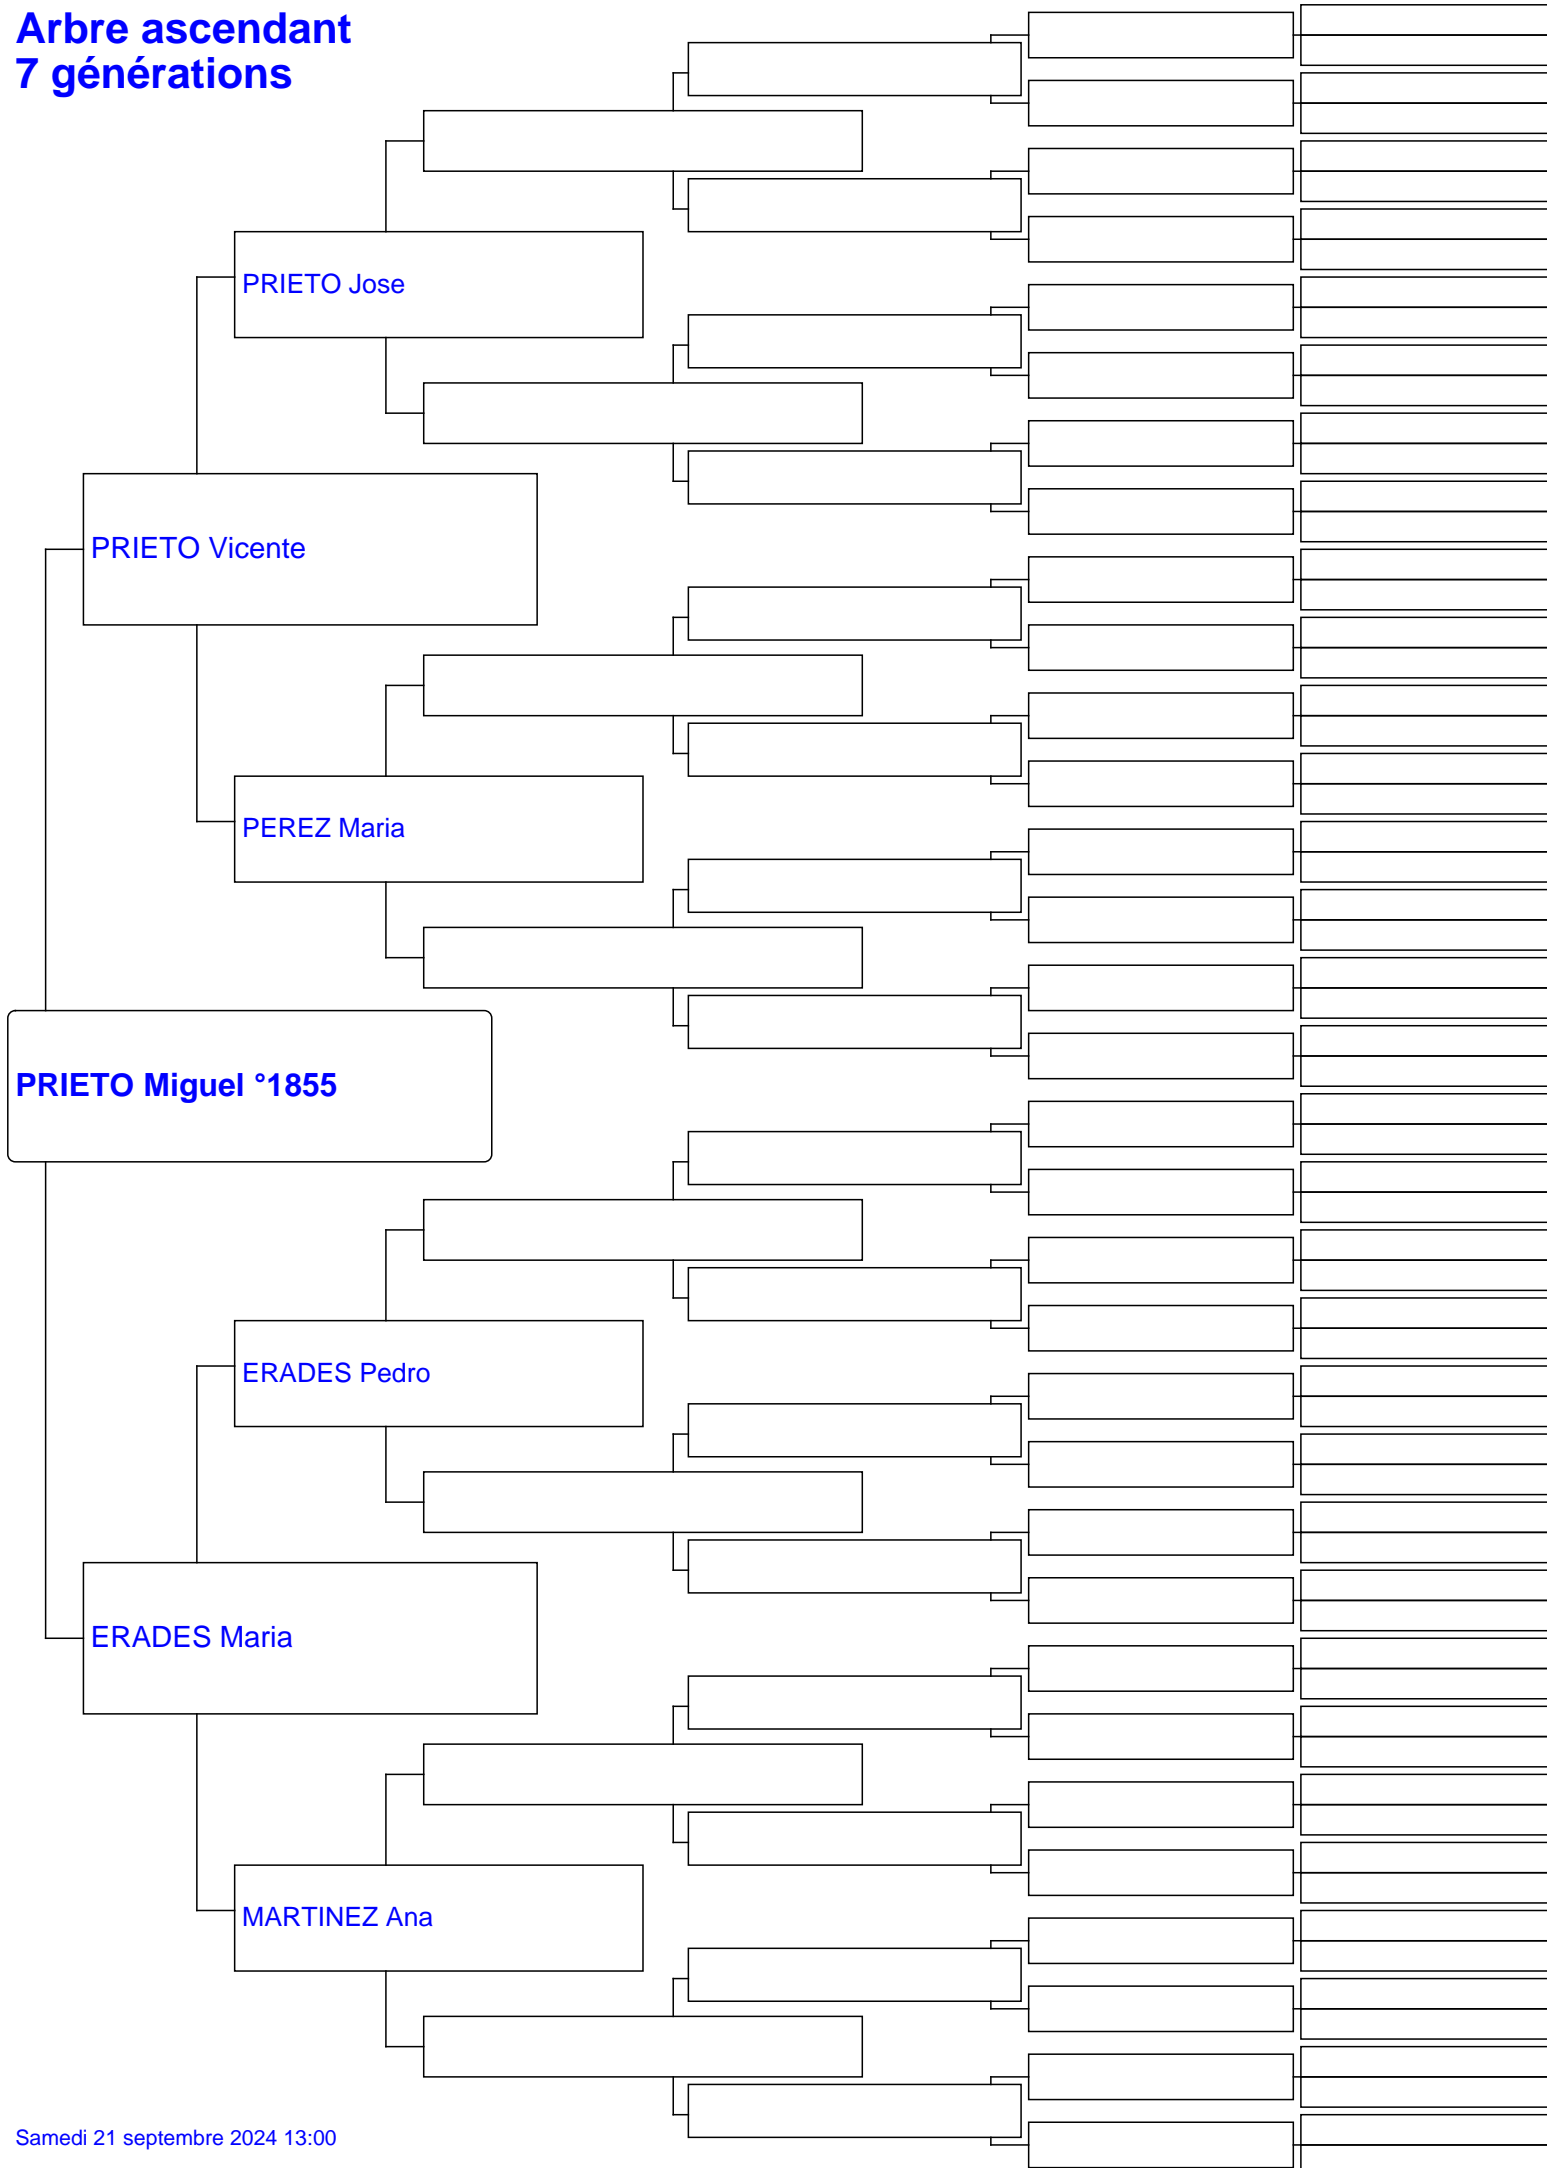 Arbre ascendant
7 générations
PRIETO Jose
PRIETO Vicente
PEREZ Maria
PRIETO Miguel °1855
ERADES Pedro
ERADES Maria
MARTINEZ Ana
Samedi 21 septembre 2024 13:00